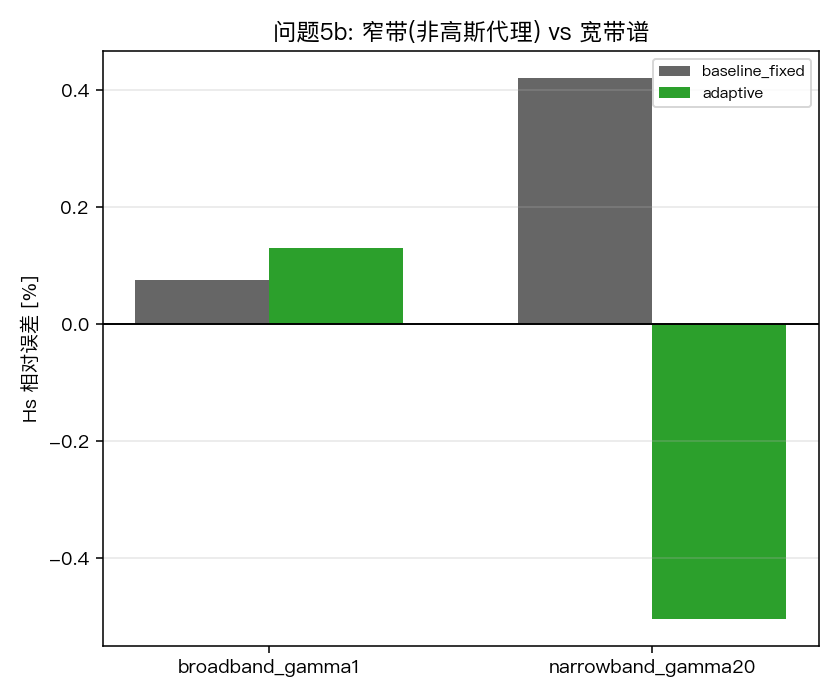 问题5b: 窄带(非高斯代理) vs 宽带谱
baseline_fixed
adaptive
Hs 相对误差 [%]
0.4
0.2
0.0
−0.2
−0.4
broadband_gamma1
narrowband_gamma20